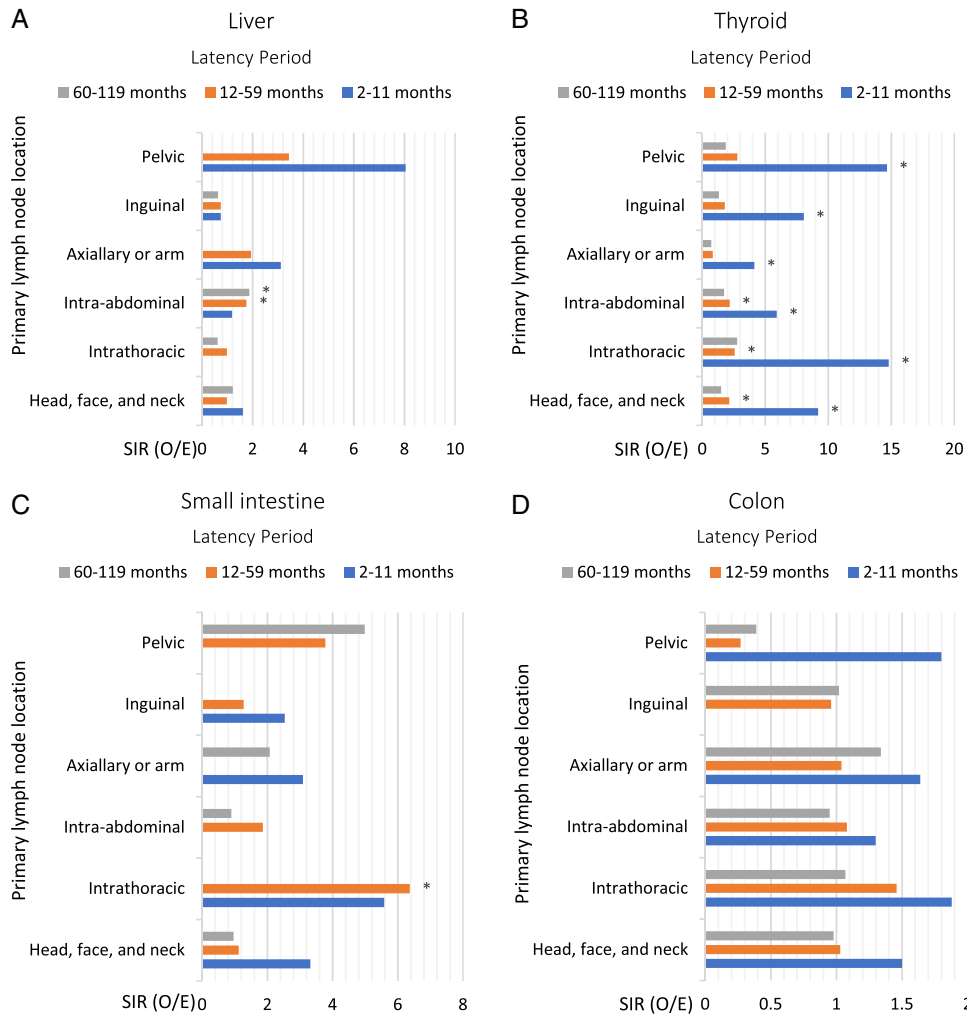 A
Liver
Latency Period
60-119 months 12-59 months 2-11 months
Primary lymph node location
Pelvic
Inguinal
Axiallary or arm
Intra-abdominal
*
*
Intrathoracic
Head, face, and neck
SIR (O/E) 0 2 4 6 8 10
B
Thyroid
Latency Period
60-119 months 12-59 months 2-11 months
Primary lymph node location
Pelvic
*
Inguinal
*
Axiallary or arm
*
Intra-abdominal
*
*
Intrathoracic
*
*
Head, face, and neck
*
*
SIR (O/E) 0 5 10 15 20
C
Small intestine
Latency Period
60-119 months 12-59 months 2-11 months
Primary lymph node location
Pelvic
Inguinal
Axiallary or arm
Intra-abdominal
Intrathoracic
*
Head, face, and neck
SIR (O/E) 0 2 4 6 8
D
Colon
Latency Period
60-119 months 12-59 months 2-11 months
Primary lymph node location
Pelvic
Inguinal
Axiallary or arm
Intra-abdominal
Intrathoracic
Head, face, and neck
SIR (O/E) 0 0.5 1 1.5 2